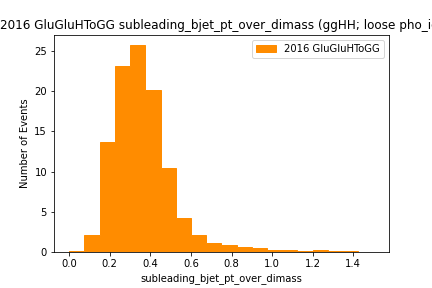 2016 GluGluHToGG subleading_bjet_pt_over_dimass (ggHH; loose pho_i
2016 GluGluHToGG
Number of Events
25
20
15
10
5
0
0.0 0.2 0.4 0.6 0.8 1.0 1.2 1.4
subleading_bjet_pt_over_dimass